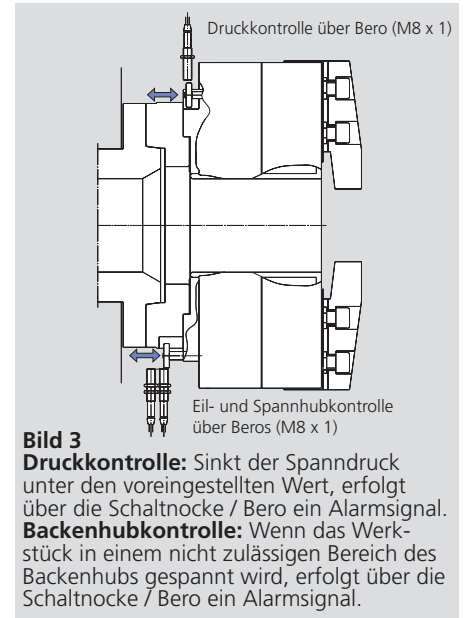 Druckkontrolle über Bero (M8 x 1)
Eil- und Spannhubkontrolle
über Beros (M8 x 1)
Bild 3
Druckkontrolle: Sinkt der Spanndruck
unter den voreingestellten Wert, erfolgt
über die Schaltnocke / Bero ein Alarmsignal.
Backenhubkontrolle: Wenn das Werk-
stück in einem nicht zulässigen Bereich des
Backenhubs gespannt wird, erfolgt über die
Schaltnocke / Bero ein Alarmsignal.